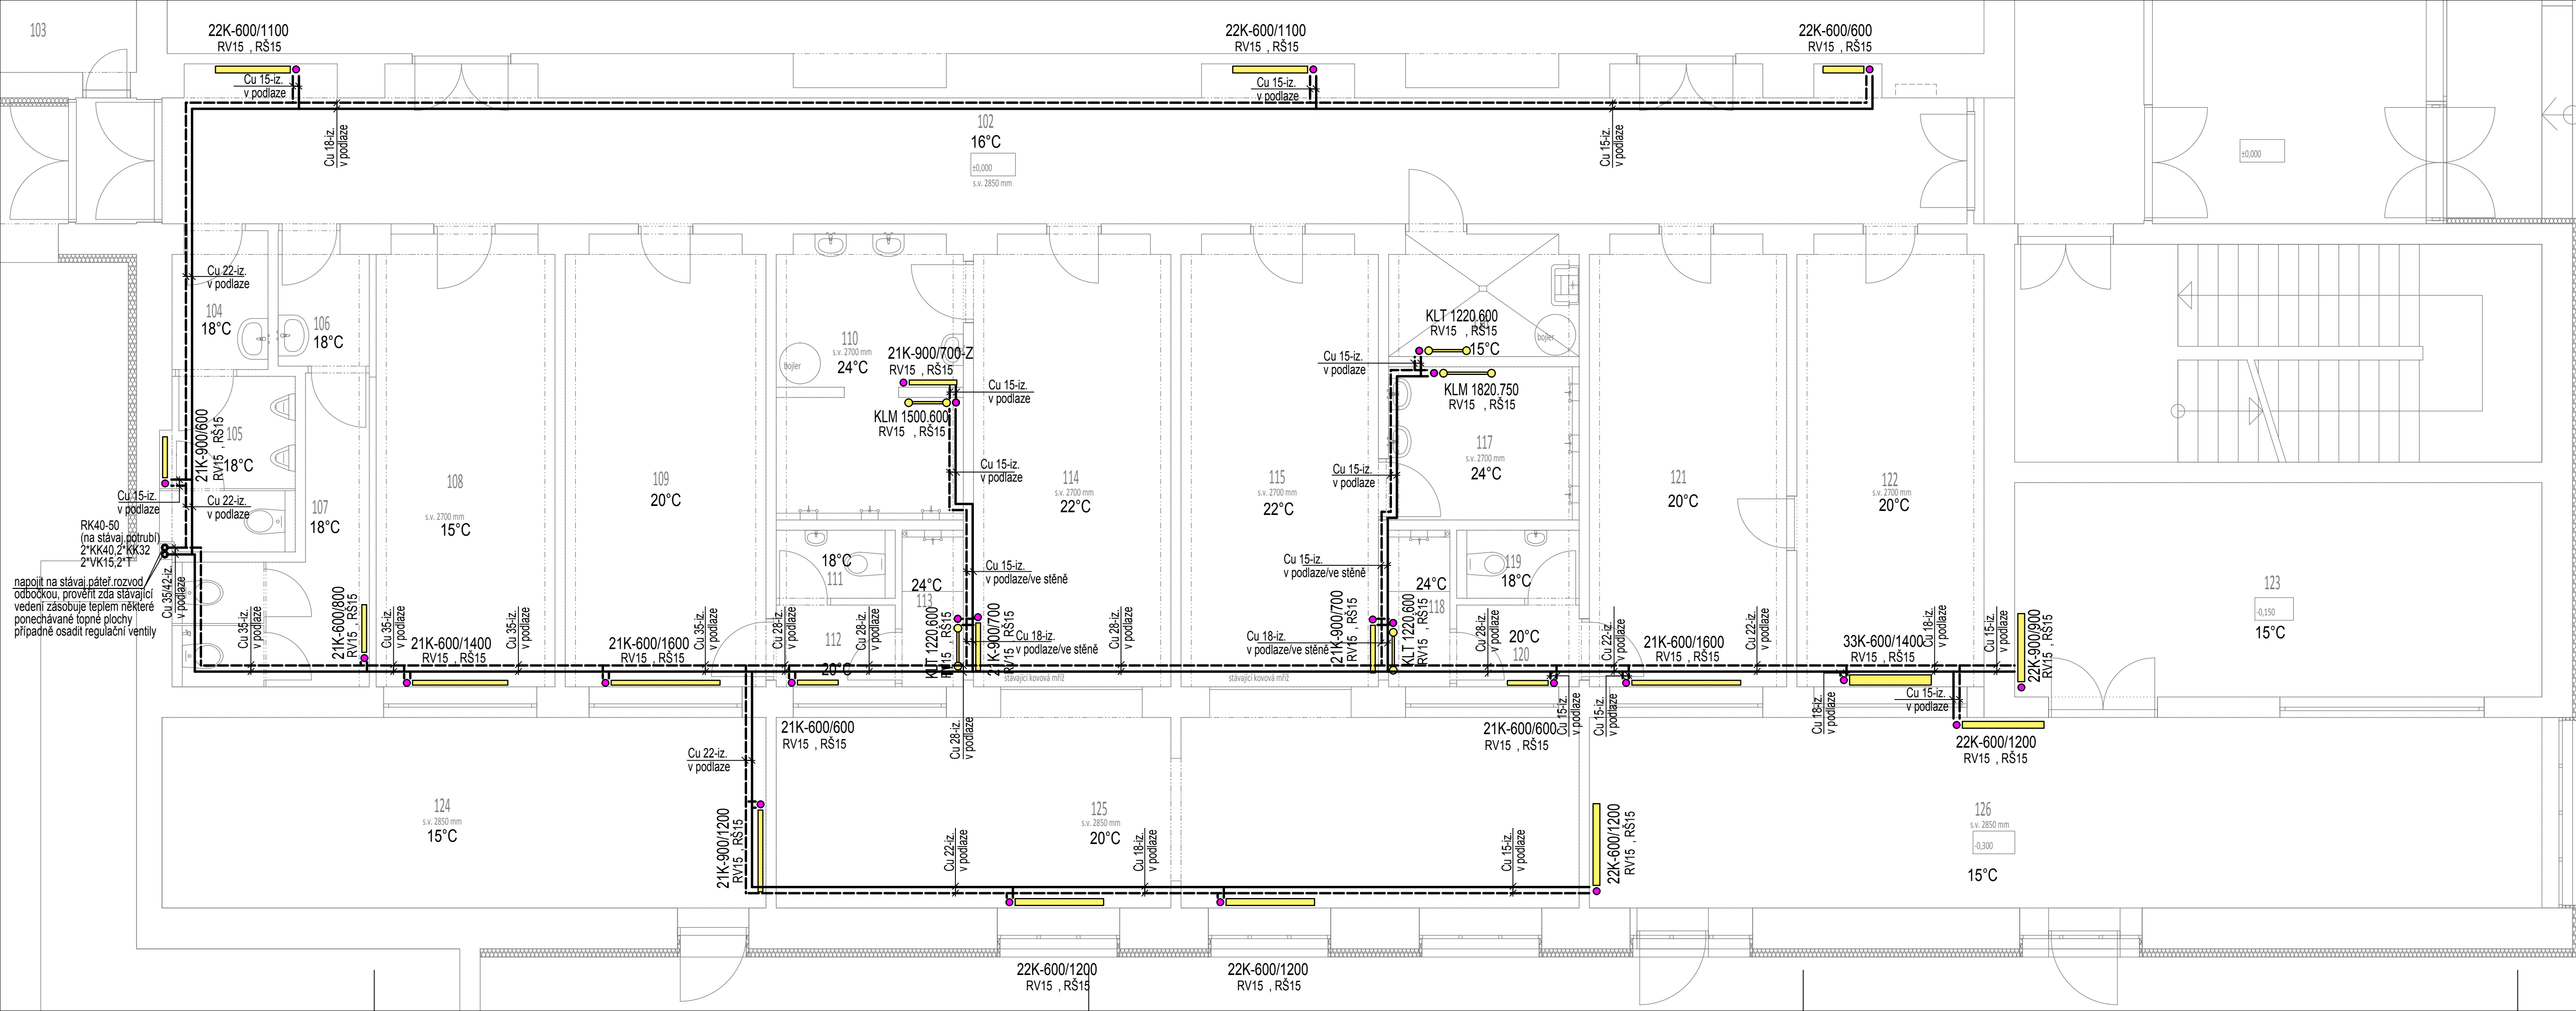 103
22K-600/1100
RV15 , RŠ15
Cu 15-iz.
v podlaze
22K-600/1100
RV15 , RŠ15
Cu 15-iz.
v podlaze
22K-600/600
RV15 , RŠ15
Cu 18-iz.
v podlaze
102
16°C
±0,000
s.v. 2850 mm
Cu 15-iz.
v podlaze
±0,000
Cu 22-iz.
v podlaze
104
18°C
106
18°C
110
s.v. 2700 mm
24°C
bojler
21K-900/700-Z
RV15 , RŠ15
Cu 15-iz.
v podlaze
KLM 1500.600
RV15 , RŠ15
KLT 1220.600
RV15 , RŠ15
15°C
bojler
Cu 15-iz.
v podlaze
KLM 1820.750
RV15 , RŠ15
21K-900/600
RV15 , RŠ15
105
18°C
Cu 15-iz.
v podlaze
Cu 22-iz.
v podlaze
107
18°C
108
s.v. 2700 mm
15°C
109
20°C
Cu 15-iz.
v podlaze
114
s.v. 2700 mm
22°C
115
s.v. 2700 mm
22°C
Cu 15-iz.
v podlaze
117
s.v. 2700 mm
24°C
121
20°C
122
s.v. 2700 mm
20°C
RK40-50
(na stávaj.potrubí)
2*KK40,2*KK32
2*VK15,2*T
napojit na stávaj.páteř.rozvod
odbočkou, prověřit zda stávající
vedení zásobuje teplem některé
ponechávané topné plochy
případně osadit regulační ventily
Cu 35/42-iz.
v podlaze
Cu 35-iz.
v podlaze
21K-600/800
RV15 , RŠ15
Cu 35-iz.
v podlaze
21K-600/1400
RV15 , RŠ15
Cu 35-iz.
v podlaze
21K-600/1600
RV15 , RŠ15
Cu 35-iz.
v podlaze
Cu 28-iz.
v podlaze
18°C
111
112
20°C
Cu 28-iz.
v podlaze
24°C
113
KLT 1220.600
RV15 , RŠ15
21K-900/700
RV15 , RŠ15
Cu 15-iz.
v podlaze/ve stěně
Cu 18-iz.
v podlaze/ve stěně
stávající kovová mříž
Cu 28-iz.
v podlaze
stávající kovová mříž
Cu 15-iz.
v podlaze/ve stěně
Cu 18-iz.
v podlaze/ve stěně
21K-900/700
RV15 , RŠ15
KLT 1220.600
RV15 , RŠ15
24°C
118
119
18°C
Cu 28-iz.
v podlaze
20°C
120
Cu 22-iz.
v podlaze
21K-600/1600
RV15 , RŠ15
Cu 22-iz.
v podlaze
33K-600/1400
RV15 , RŠ15
Cu 18-iz.
v podlaze
Cu 15-iz.
v podlaze
22K-900/900
RV15 , RŠ15
123
-0,150
15°C
21K-600/600
RV15 , RŠ15
Cu 28-iz.
v podlaze
21K-600/600
RV15 , RŠ15
Cu 15-iz.
v podlaze
Cu 15-iz.
v podlaze
Cu 18-iz.
v podlaze
Cu 15-iz.
v podlaze
22K-600/1200
RV15 , RŠ15
Cu 22-iz.
v podlaze
124
s.v. 2850 mm
15°C
21K-900/1200
RV15 , RŠ15
Cu 22-iz.
v podlaze
125
s.v. 2850 mm
20°C
Cu 18-iz.
v podlaze
Cu 15-iz.
v podlaze
22K-600/1200
RV15 , RŠ15
126
s.v. 2850 mm
-0,300
15°C
22K-600/1200
RV15 , RŠ15
22K-600/1200
RV15 , RŠ15